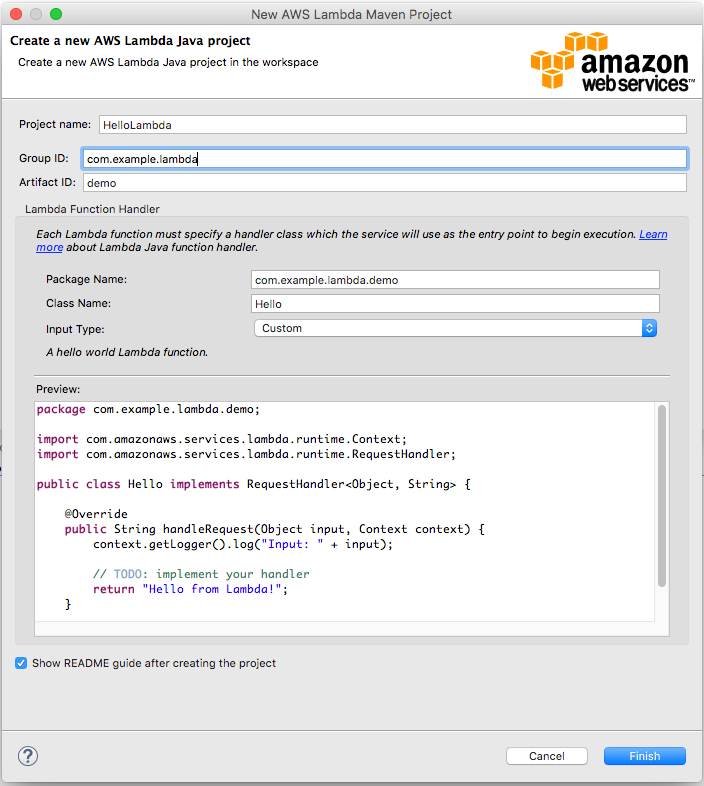 New AWS Lambda Maven Project
Create a new AWS Lambda Java project
Create a new AWS Lambda Java project in the workspace
amazon
web services™
Project name: HelloLambda
Group ID: com.example.lambda
Artifact ID: demo
Lambda Function Handler
Each Lambda function must specify a handler class which the service will use as the entry point to begin execution. Learn
more about Lambda Java function handler.
Package Name: com.example.lambda.demo
Class Name: Hello
Input Type: Custom
A hello world Lambda function.
Preview:
package com.example.lambda.demo;
import com.amazonaws.services.lambda.runtime.Context;
import com.amazonaws.services.lambda.runtime.RequestHandler;
public class Hello implements RequestHandler<Object, String> {
@Override
public String handleRequest(Object input, Context context) {
context.getLogger().log("Input: " + input);
// TODO: implement your handler
return "Hello from Lambda!";
}
Show README guide after creating the project
?
Cancel
Finish